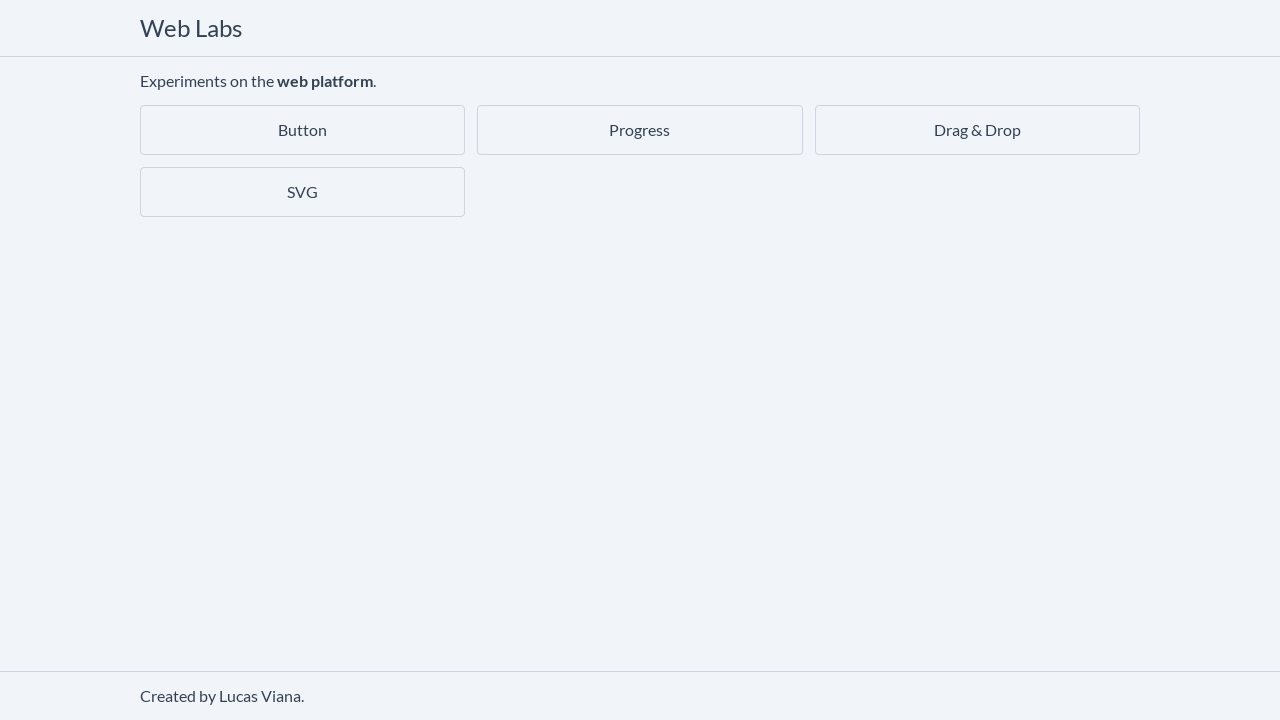 Web Labs
Experiments on the web platform.
Button
Progress
Drag & Drop
SVG
Created by Lucas Viana.